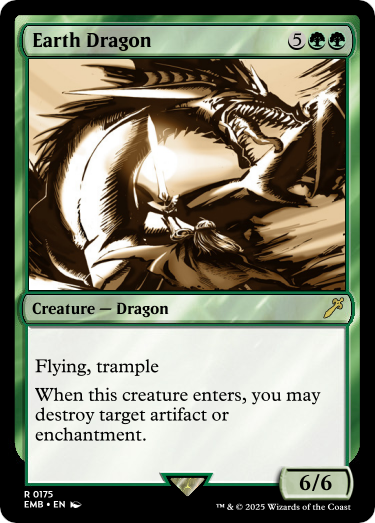 Earth Dragon 5
Creature — Dragon
Flying, trample
When this creature enters, you may
destroy target artifact or
enchantment.
6/6
R 0175
EMB • EN
™ & © 2025 Wizards of the Coast